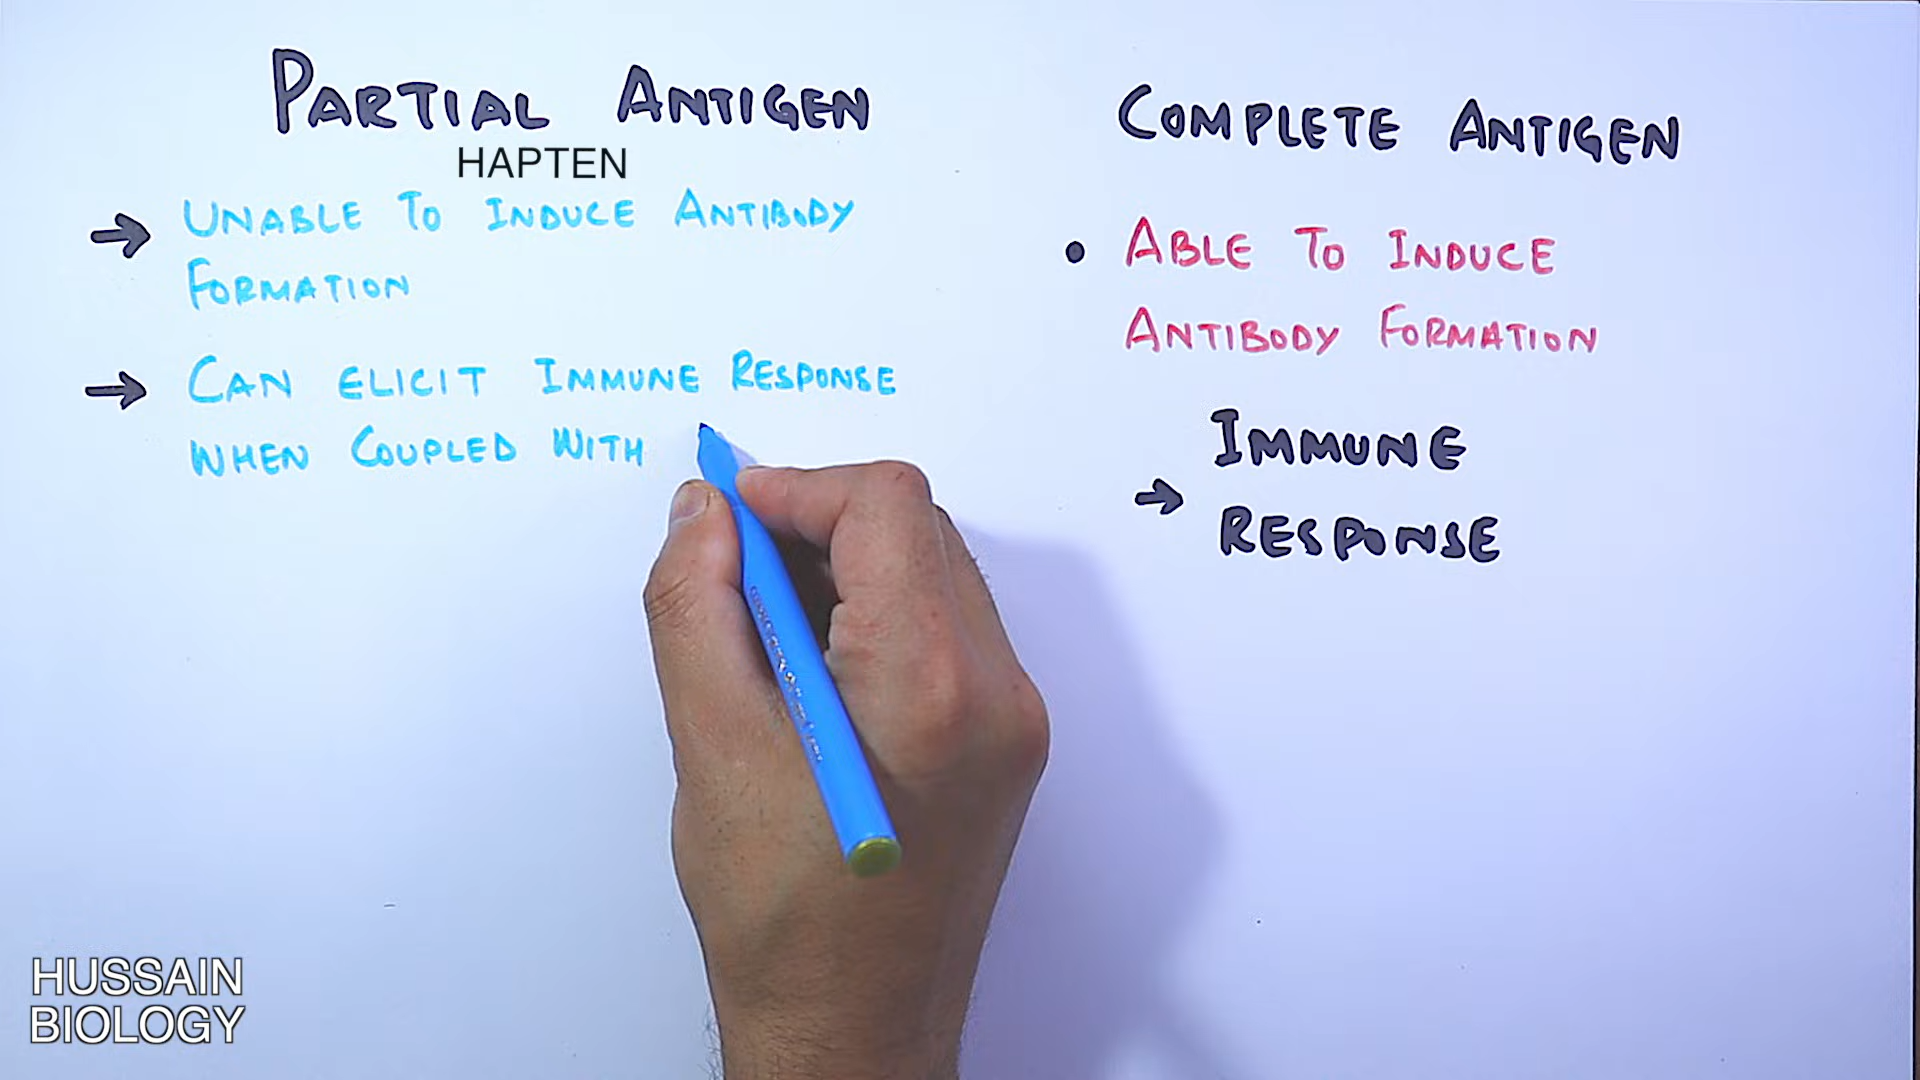 PARTIAL ANTIGEN
HAPTEN
→ UNABLE TO INDUCE ANTIBODY
FORMATION
→ CAN ELICIT IMMUNE RESPONSE
WHEN COUPLED WITH
COMPLETE ANTIGEN
• ABLE TO INDUCE
ANTIBODY FORMATION
→ IMMUNE
RESPONSE
HUSSAIN
BIOLOGY